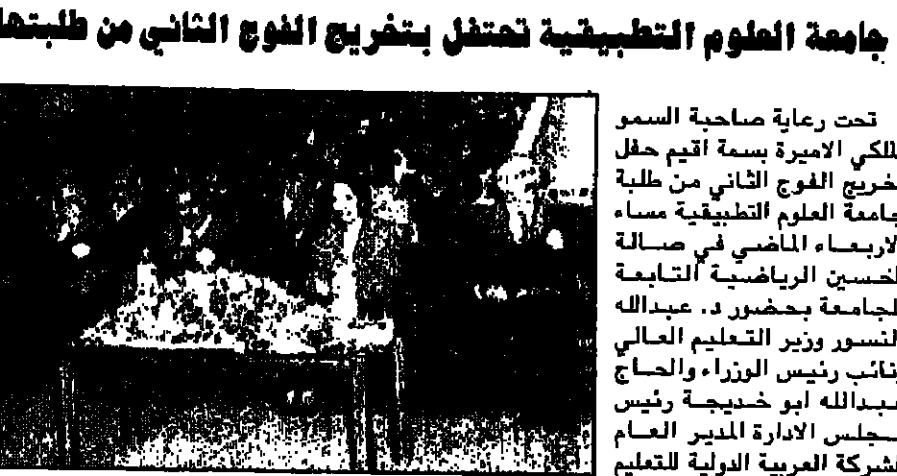 جامعة العلوم التطبيقية تحتفل بتخريج الفوج الثاني من طلبتها
تحت رعاية صاحبة السمو
الملكي الاميرة بسمة اقيم حفل
تخريج الفوج الثاني من طلبة
جامعة العلوم التطبيقية مساء
الاربعاء الماضي في صالة
الحسين الرياضية التابعة
للجامعة بحضور د. عبدالله
النسور وزير التعليم العالي
ونائب رئيس الوزراء والحاج
عبدالله ابو خديجة رئيس
مجلس الادارة المدير العام
للشركة العربية الدولية للتعليم